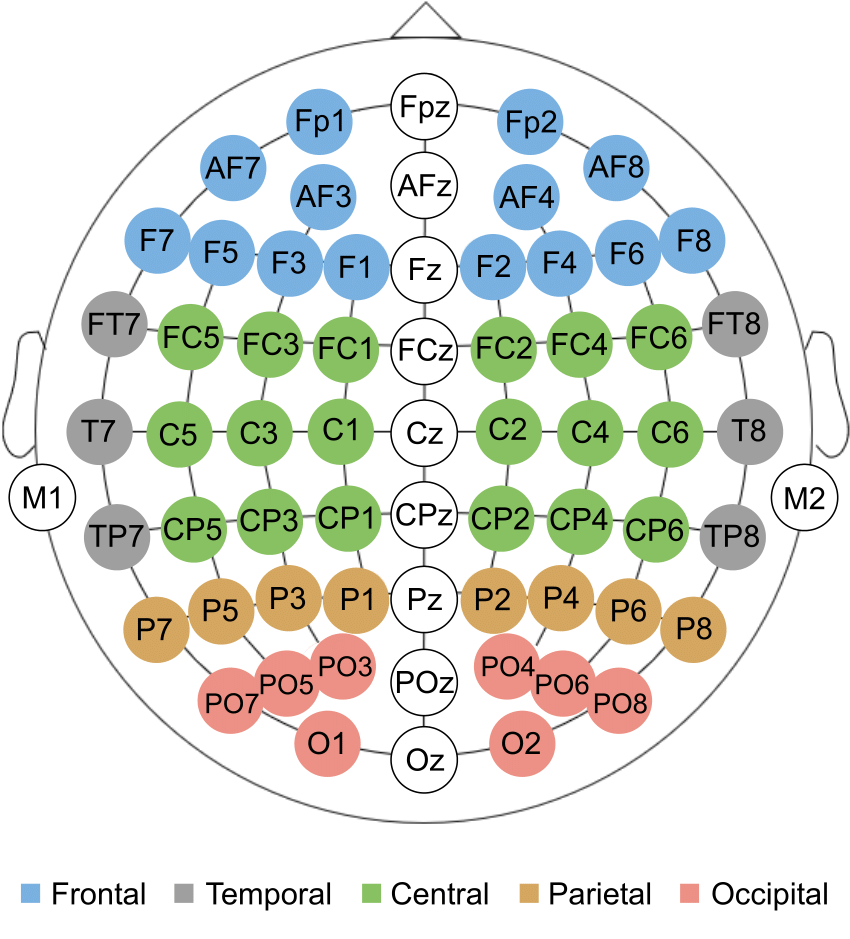 Fpz
Fp1 Fp2
AF7 AF8
AF3 AFz AF4
F7 F5 F3 F1 Fz F2 F4 F6 F8
FT7 FC5 FC3 FC1 FCz FC2 FC4 FC6 FT8
T7 C5 C3 C1 Cz C2 C4 C6 T8
M1 M2
TP7 CP5 CP3 CP1 CPz CP2 CP4 CP6 TP8
P7 P5 P3 P1 Pz P2 P4 P6 P8
PO7 PO5 PO3 POz PO4 PO6 PO8
O1 Oz O2
Frontal Temporal Central Parietal Occipital